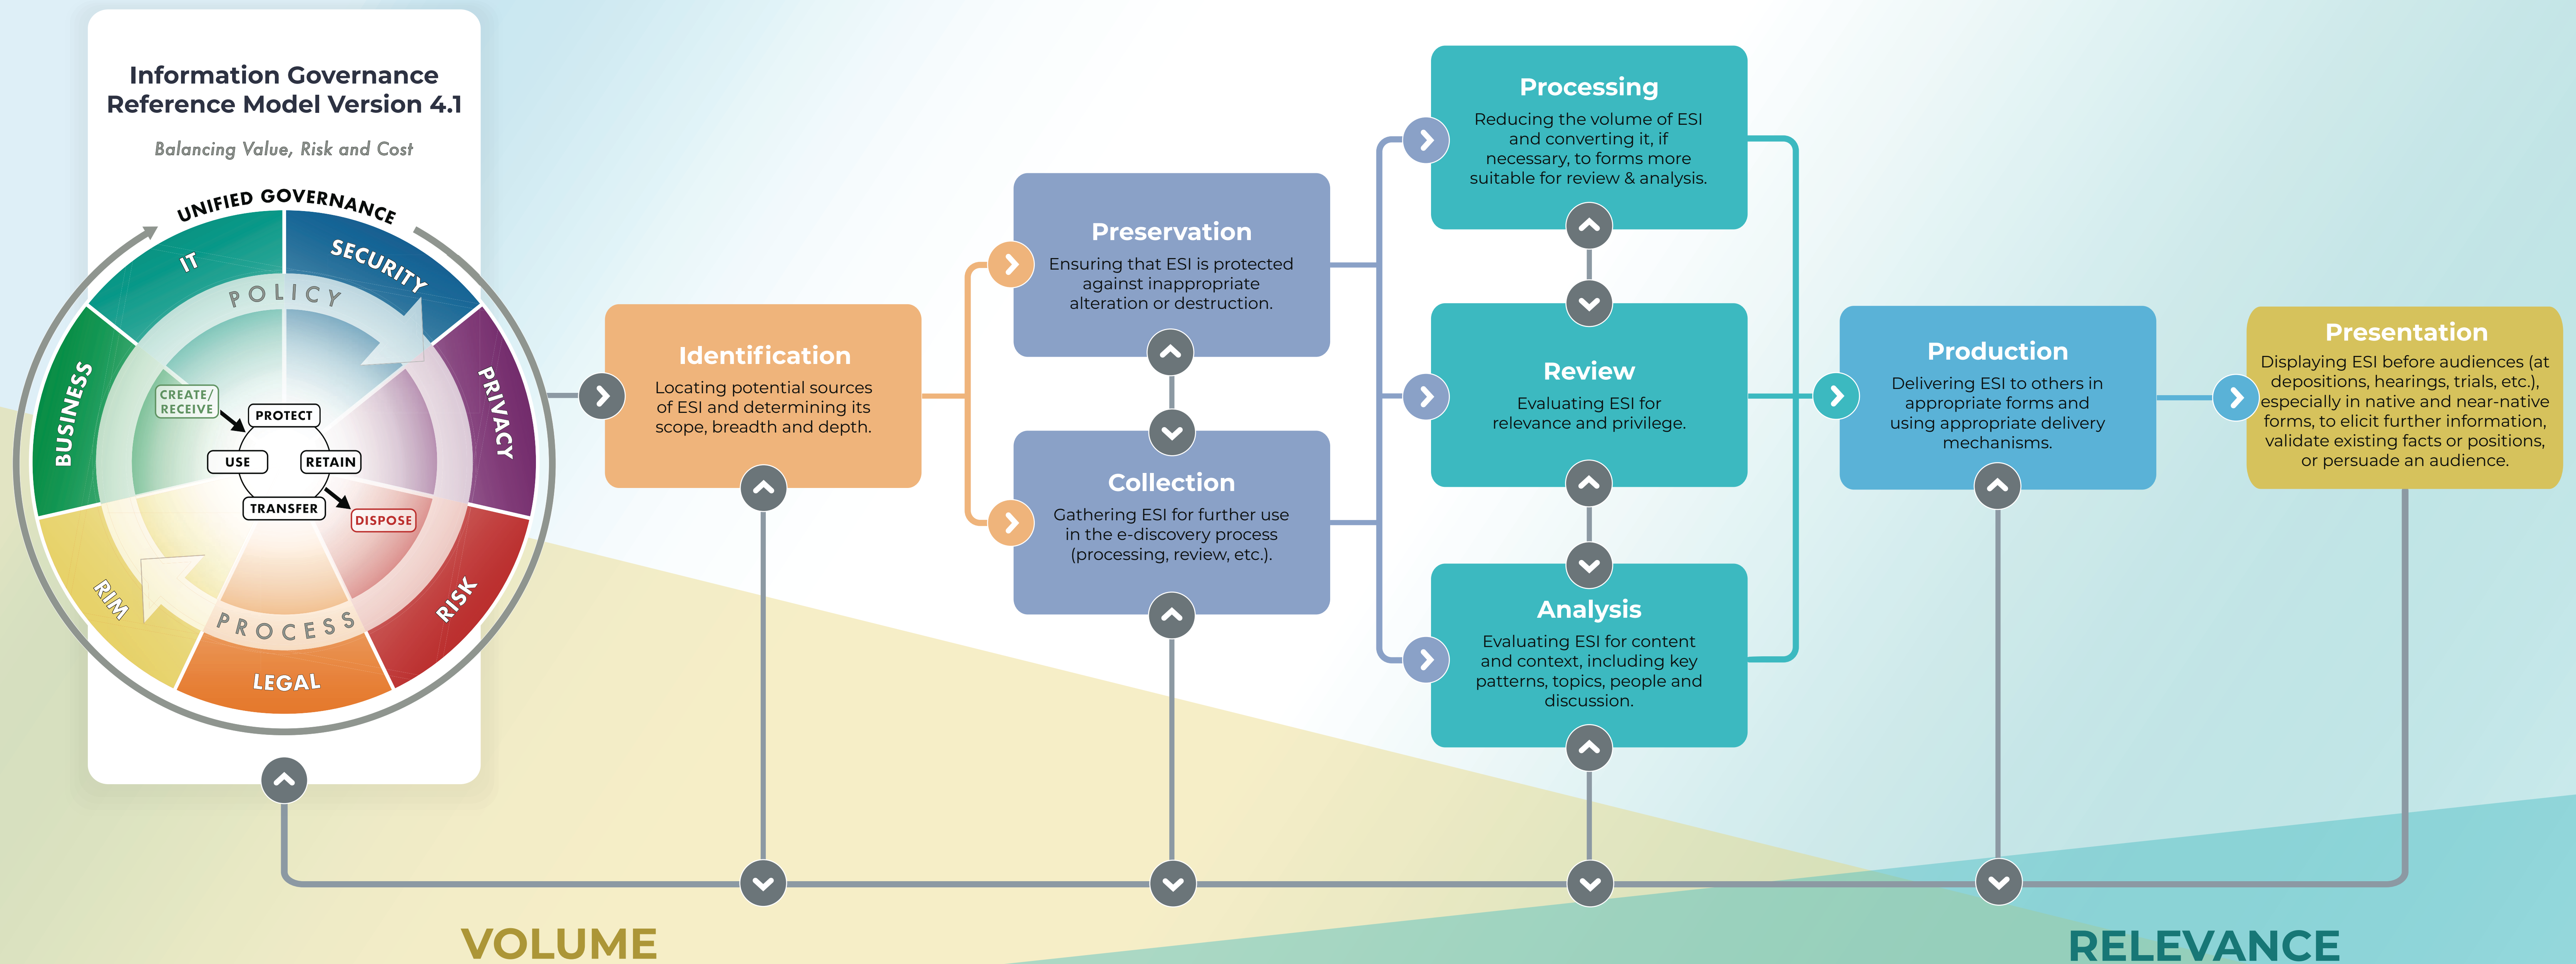 Information Governance
Reference Model Version 4.1
Balancing Value, Risk and Cost
UNIFIED GOVERNANCE
IT
SECURITY
POLICY
BUSINESS
PRIVACY
CREATE/
RECEIVE
PROTECT
USE
RETAIN
TRANSFER
DISPOSE
RIM
RISK
PROCESS
LEGAL
Identification
Locating potential sources
of ESI and determining its
scope, breadth and depth.
Preservation
Ensuring that ESI is protected
against inappropriate
alteration or destruction.
Collection
Gathering ESI for further use
in the e-discovery process
(processing, review, etc.).
Processing
Reducing the volume of ESI
and converting it, if
necessary, to forms more
suitable for review & analysis.
Review
Evaluating ESI for
relevance and privilege.
Analysis
Evaluating ESI for content
and context, including key
patterns, topics, people and
discussion.
Production
Delivering ESI to others in
appropriate forms and
using appropriate delivery
mechanisms.
Presentation
Displaying ESI before audiences (at
depositions, hearings, trials, etc.),
especially in native and near-native
forms, to elicit further information,
validate existing facts or positions,
or persuade an audience.
VOLUME
RELEVANCE